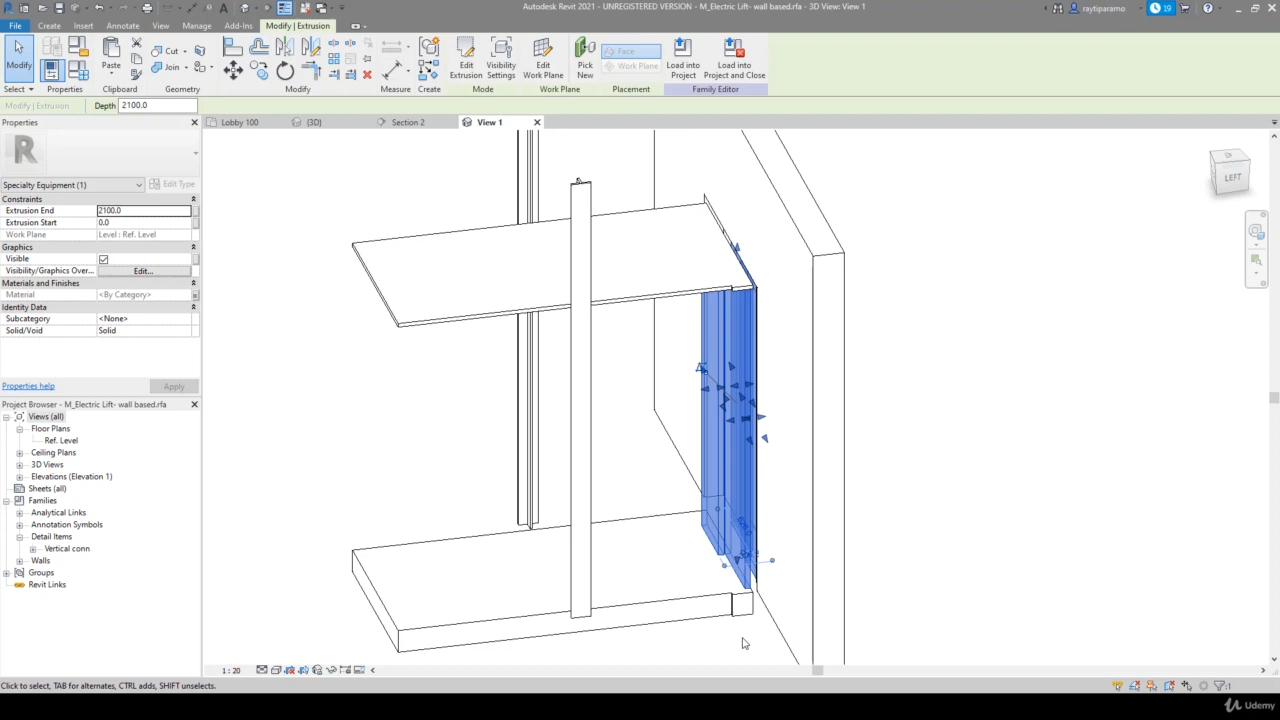 Autodesk Revit 2021 - UNREGISTERED VERSION - M_Electric Lift- wall based.rfa - 3D View: View 1
raytiparamo
19
File
Create
Insert
Annotate
View
Manage
Add-Ins
Modify | Extrusion
Modify
Paste
Cut
Join
Edit Extrusion
Visibility Settings
Edit Work Plane
Pick New
Face
Work Plane
Load into Project
Load into Project and Close
Select
Properties
Clipboard
Geometry
Modify
Measure
Create
Mode
Work Plane
Placement
Family Editor
Modify | Extrusion
Depth
2100.0
Properties
Lobby 100
{3D}
Section 2
View 1
R
Specialty Equipment (1)
Edit Type
Constraints
Extrusion End 2100.0
Extrusion Start 0.0
Work Plane Level : Ref. Level
Graphics
Visible
Visibility/Graphics Over... Edit...
Materials and Finishes
Material <By Category>
Identity Data
Subcategory <None>
Solid/Void Solid
Properties help
Apply
Project Browser - M_Electric Lift- wall based.rfa
Views (all)
Floor Plans
Ref. Level
Ceiling Plans
3D Views
Elevations (Elevation 1)
Sheets (all)
Families
Analytical Links
Annotation Symbols
Detail Items
Vertical conn
Walls
Groups
Revit Links
LEFT
1 : 20
Click to select, TAB for alternates, CTRL adds, SHIFT unselects.
:1
Udemy